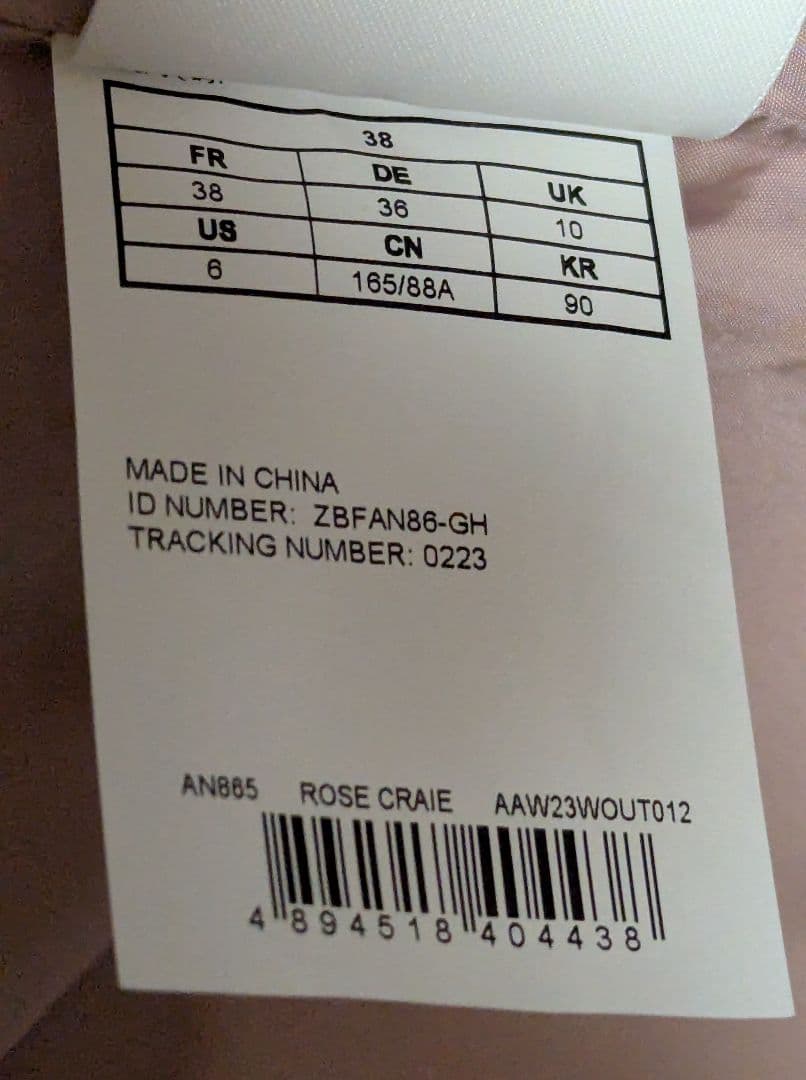 38
FR DE UK
38 36 10
US CN KR
6 165/88A 90
MADE IN CHINA
ID NUMBER: ZBFAN86-GH
TRACKING NUMBER: 0223
AN865 ROSE CRAIE AAW23WOUT012
4 894518 404438